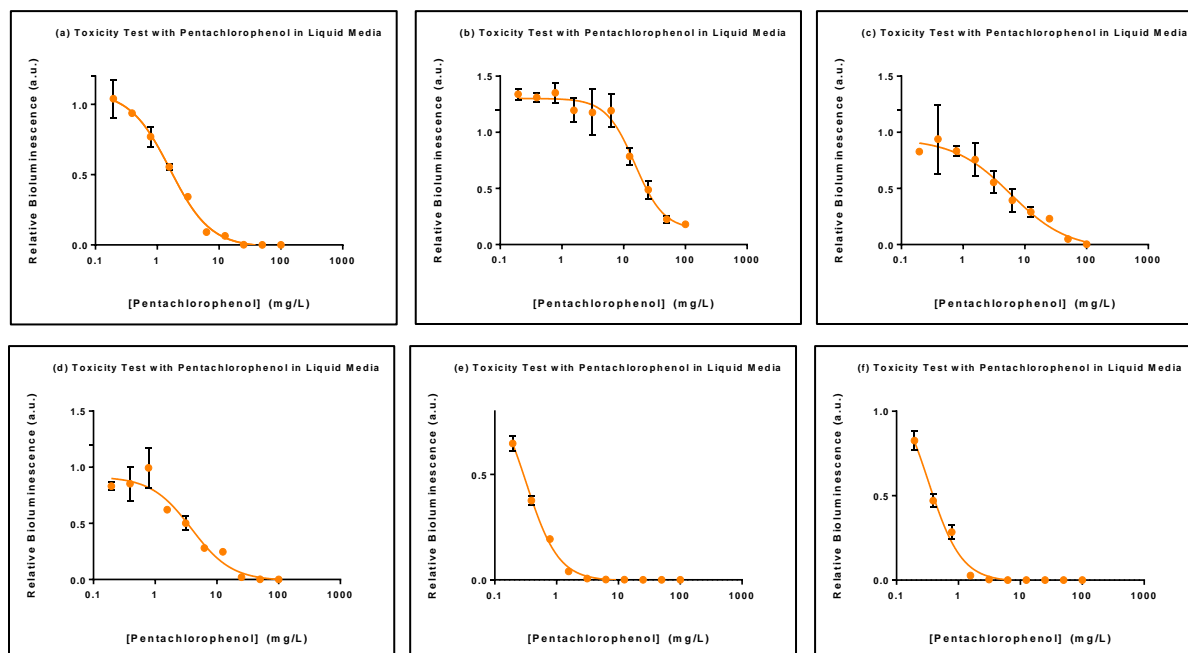 (a) Toxicity Test with Pentachlorophenol in Liquid Media
Relative Bioluminescence (a.u.)
1.5
1.0
0.5
0.0
0.1 1 10 100 1000
[Pentachlorophenol] (mg/L)
(b) Toxicity Test with Pentachlorophenol in Liquid Media
Relative Bioluminescence (a.u.)
1.5
1.0
0.5
0.0
0.1 1 10 100 1000
[Pentachlorophenol] (mg/L)
(c) Toxicity Test with Pentachlorophenol in Liquid Media
Relative Bioluminescence (a.u.)
1.5
1.0
0.5
0.0
0.1 1 10 100 1000
[Pentachlorophenol] (mg/L)
(d) Toxicity Test with Pentachlorophenol in Liquid Media
Relative Bioluminescence (a.u.)
1.5
1.0
0.5
0.0
0.1 1 10 100 1000
[Pentachlorophenol] (mg/L)
(e) Toxicity Test with Pentachlorophenol in Liquid Media
Relative Bioluminescence (a.u.)
0.5
0.0
0.1 1 10 100 1000
[Pentachlorophenol] (mg/L)
(f) Toxicity Test with Pentachlorophenol in Liquid Media
Relative Bioluminescence (a.u.)
1.0
0.5
0.0
0.1 1 10 100 1000
[Pentachlorophenol] (mg/L)